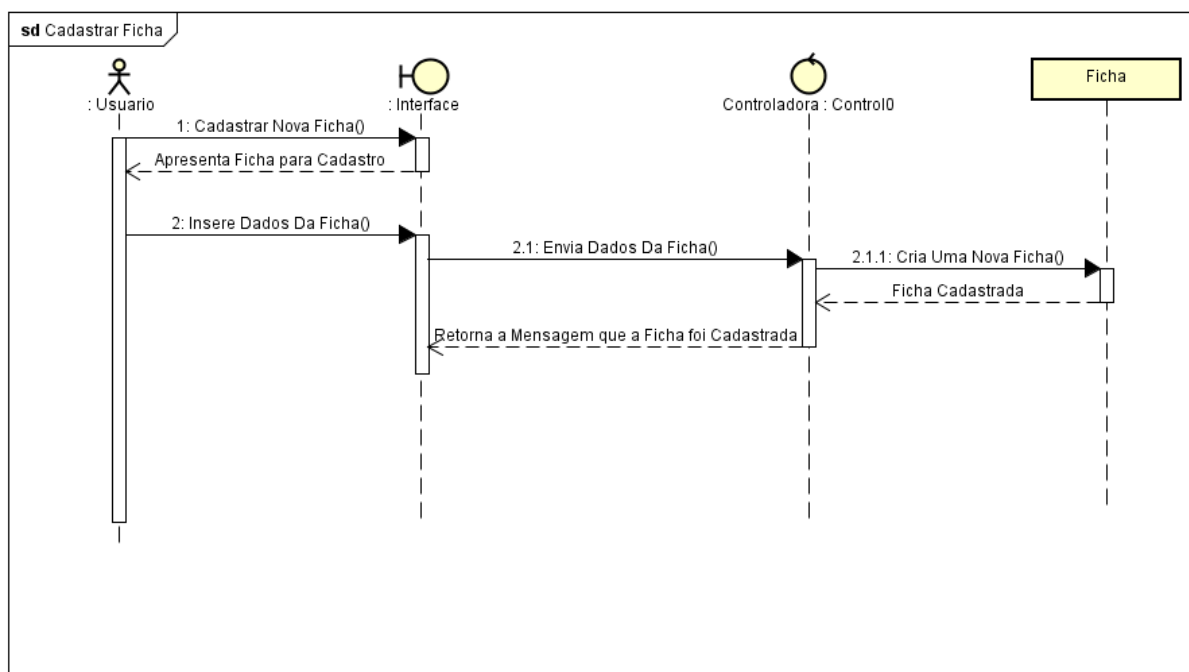 sd Cadastrar Ficha
: Usuario
: Interface
Controladora : Control0
Ficha
1: Cadastrar Nova Ficha()
Apresenta Ficha para Cadastro
2: Insere Dados Da Ficha()
2.1: Envia Dados Da Ficha()
2.1.1: Cria Uma Nova Ficha()
Ficha Cadastrada
Retorna a Mensagem que a Ficha foi Cadastrada